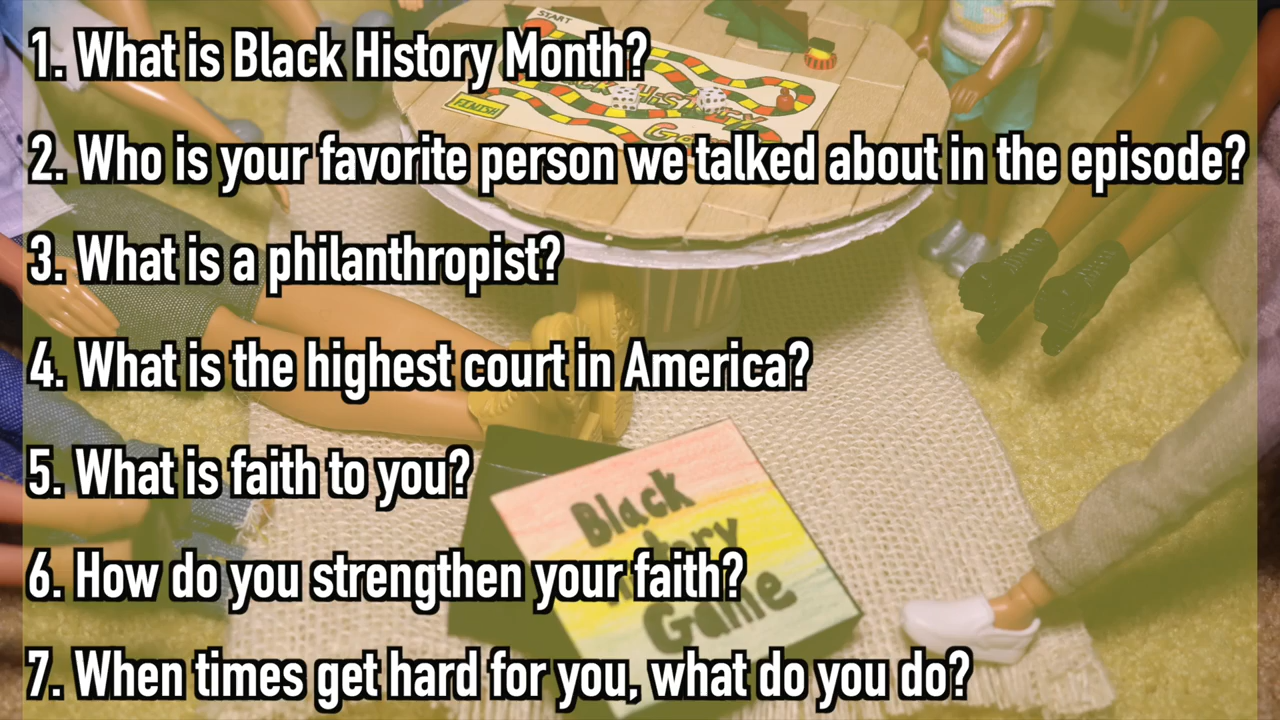 START
1. What is Black History Month?
FINISH
History
2. Who is your favorite person we talked about in the episode?
3. What is a philanthropist?
4. What is the highest court in America?
5. What is faith to you?
Black
6. How do you strengthen your faith?
Game
7. When times get hard for you, what do you do?